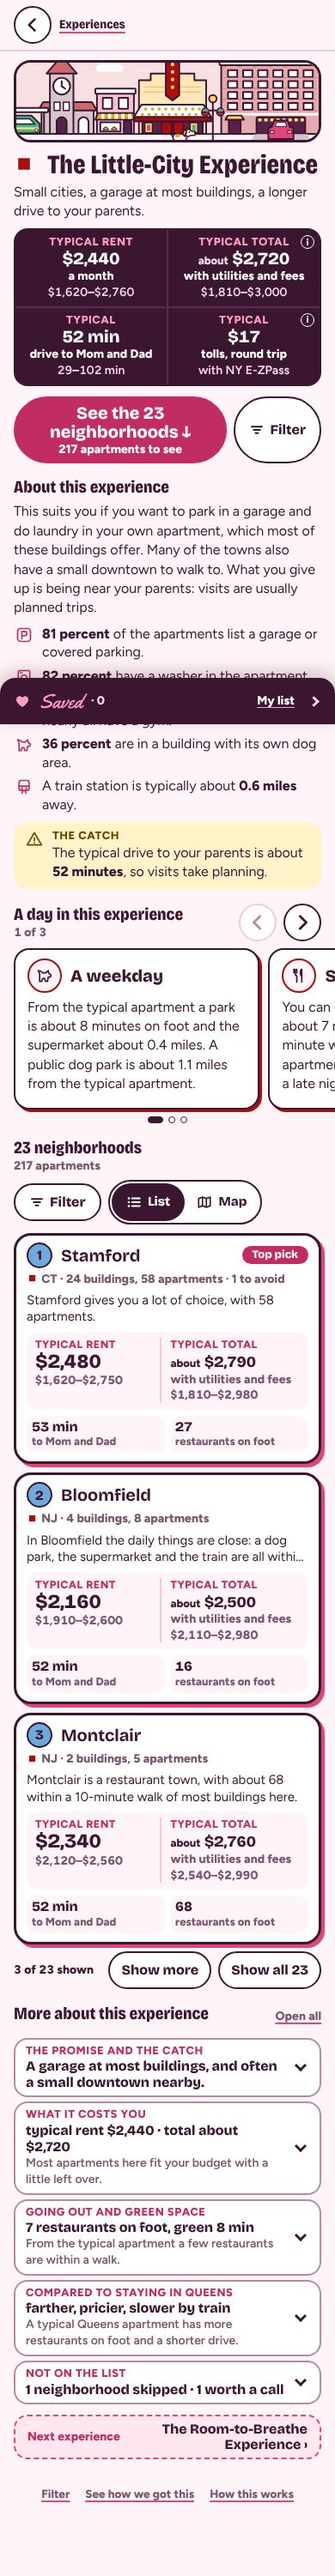 Experiences
The Little-City Experience
Small cities, a garage at most buildings, a longer
drive to your parents.
TYPICAL RENT
$2,440
a month
$1,620–$2,760
TYPICAL TOTAL
about $2,720
with utilities and fees
$1,810–$3,000
TYPICAL
52 min
drive to Mom and Dad
29–102 min
TYPICAL
$17
tolls, round trip
with NY E-ZPass
See the 23
neighborhoods ↓
217 apartments to see
Filter
About this experience
This suits you if you want to park in a garage and
do laundry in your own apartment, which most of
these buildings offer. Many of the towns also
have a small downtown to walk to. What you give
up is being near your parents: visits are usually
planned trips.
81 percent of the apartments list a garage or
covered parking.
82 percent have a washer in the apartment
Saved · 0
My list
36 percent are in a building with its own dog
area.
A train station is typically about 0.6 miles
away.
THE CATCH
The typical drive to your parents is about
52 minutes, so visits take planning.
A day in this experience
1 of 3
A weekday
From the typical apartment a park
is about 8 minutes on foot and the
supermarket about 0.4 miles. A
public dog park is about 1.1 miles
from the typical apartment.
S
You can
about 7 r
minute w
apartmen
a late nig
23 neighborhoods
217 apartments
Filter
List
Map
1
Stamford
Top pick
CT · 24 buildings, 58 apartments · 1 to avoid
Stamford gives you a lot of choice, with 58
apartments.
TYPICAL RENT
$2,480
$1,620–$2,750
TYPICAL TOTAL
about $2,790
with utilities and fees
$1,810–$2,980
53 min
to Mom and Dad
27
restaurants on foot
2
Bloomfield
NJ · 4 buildings, 8 apartments
In Bloomfield the daily things are close: a dog
park, the supermarket and the train are all withi...
TYPICAL RENT
$2,160
$1,910–$2,600
TYPICAL TOTAL
about $2,500
with utilities and fees
$2,110–$2,980
52 min
to Mom and Dad
16
restaurants on foot
3
Montclair
NJ · 2 buildings, 5 apartments
Montclair is a restaurant town, with about 68
within a 10-minute walk of most buildings here.
TYPICAL RENT
$2,340
$2,120–$2,560
TYPICAL TOTAL
about $2,760
with utilities and fees
$2,540–$2,990
52 min
to Mom and Dad
68
restaurants on foot
3 of 23 shown
Show more
Show all 23
More about this experience
Open all
THE PROMISE AND THE CATCH
A garage at most buildings, and often
a small downtown nearby.
WHAT IT COSTS YOU
typical rent $2,440 · total about
$2,720
Most apartments here fit your budget with a
little left over.
GOING OUT AND GREEN SPACE
7 restaurants on foot, green 8 min
From the typical apartment a few restaurants
are within a walk.
COMPARED TO STAYING IN QUEENS
farther, pricier, slower by train
A typical Queens apartment has more
restaurants on foot and a shorter drive.
NOT ON THE LIST
1 neighborhood skipped · 1 worth a call
Next experience
The Room-to-Breathe
Experience ›
Filter
See how we got this
How this works